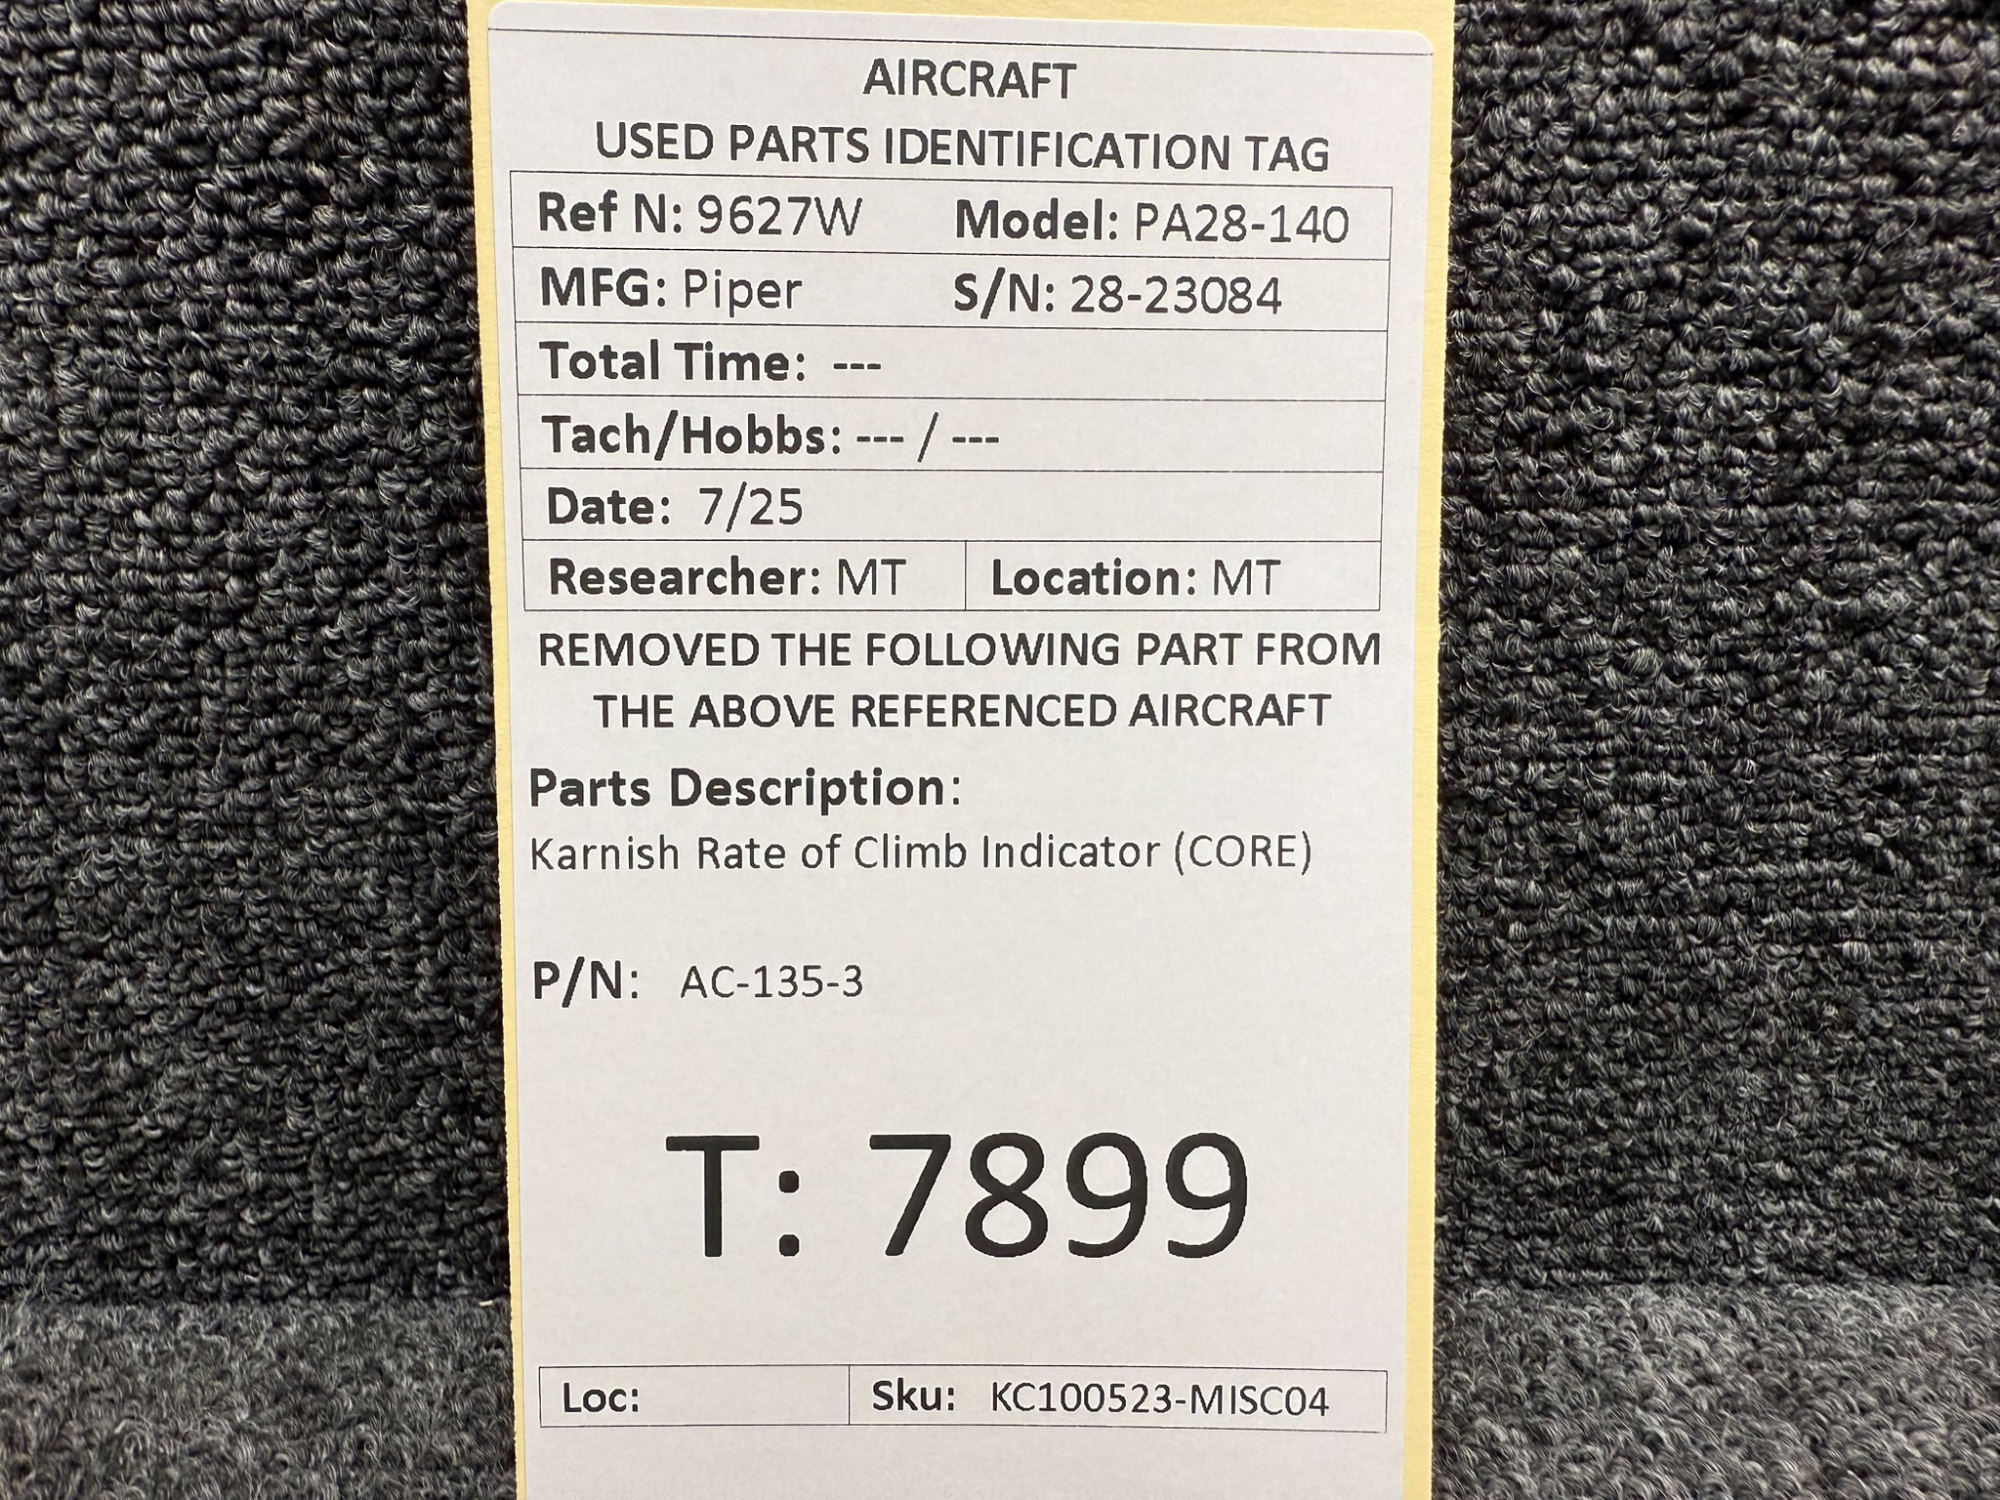 AIRCRAFT
USED PARTS IDENTIFICATION TAG
Ref N: 9627W Model: PA28-140
MFG: Piper S/N: 28-23084
Total Time: ---
Tach/Hobbs: --- / ---
Date: 7/25
Researcher: MT Location: MT
REMOVED THE FOLLOWING PART FROM
THE ABOVE REFERENCED AIRCRAFT
Parts Description:
Karnish Rate of Climb Indicator (CORE)
P/N: AC-135-3
T: 7899
Loc: Sku: KC100523-MISC04